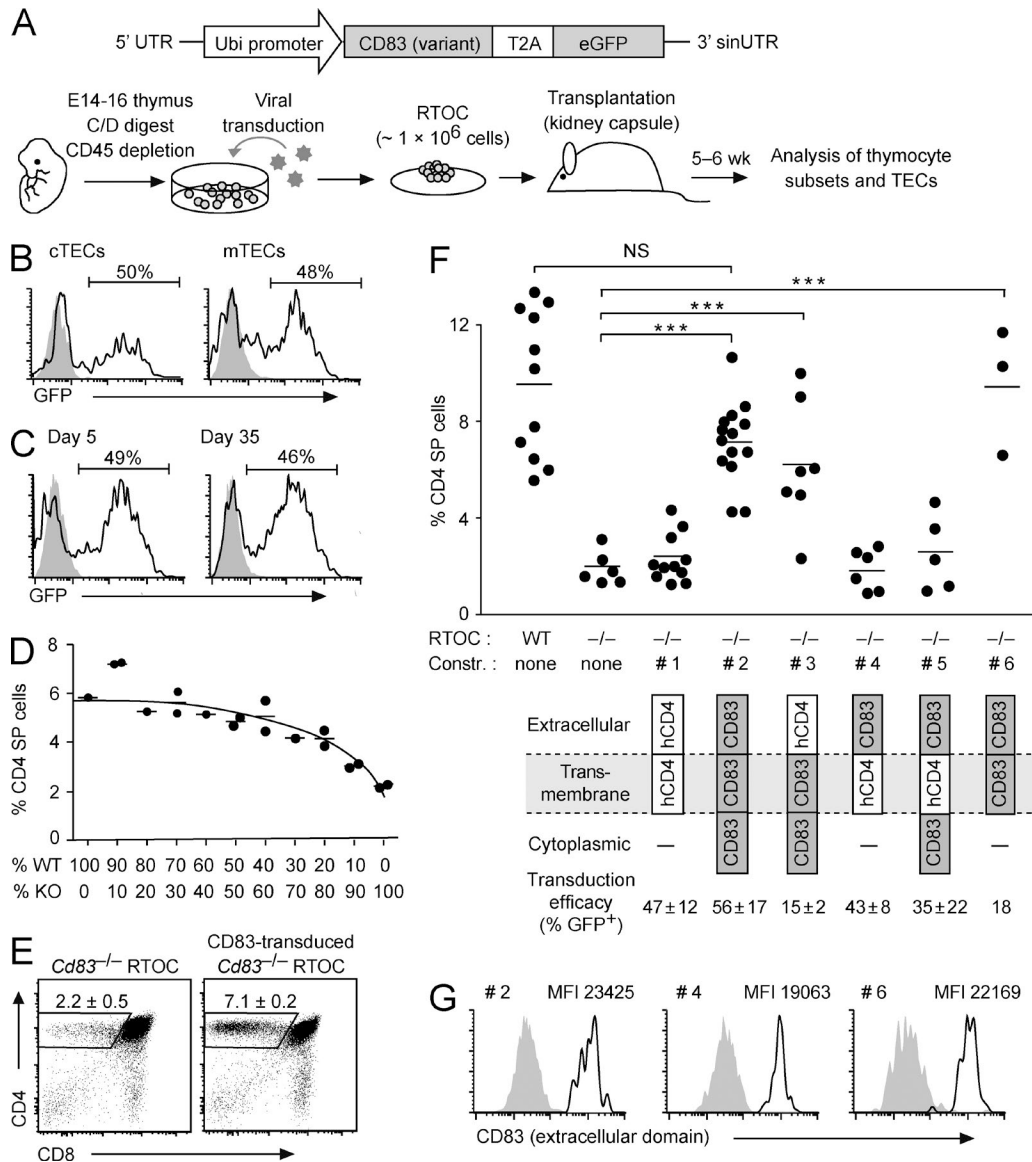 A
5' UTR Ubi promoter CD83 (variant) T2A eGFP 3' sinUTR
E14-16 thymus
C/D digest
CD45 depletion
Viral
transduction
RTOC
(~ 1 × 10⁶ cells)
Transplantation
(kidney capsule)
5–6 wk
Analysis of thymocyte
subsets and TECs
B
cTECs
50%
mTECs
48%
GFP
C
Day 5
49%
Day 35
46%
GFP
D
% CD4 SP cells
8
6
4
2
0
% WT 100 90 80 70 60 50 40 30 20 10 0
% KO 0 10 20 30 40 50 60 70 80 90 100
E
Cd83–/– RTOC
2.2 ± 0.5
CD83-transduced
Cd83–/– RTOC
7.1 ± 0.2
CD4
CD8
F
NS
***
***
***
% CD4 SP cells
12
8
4
0
RTOC : WT –/– –/– –/– –/– –/– –/– –/–
Constr. : none none # 1 # 2 # 3 # 4 # 5 # 6
Extracellular hCD4 CD83 hCD4 CD83 CD83 CD83
Trans-
membrane hCD4 CD83 CD83 hCD4 hCD4 CD83
Cytoplasmic – CD83 CD83 – CD83 –
Transduction
efficacy
(% GFP⁺)
47±12 56±17 15±2 43±8 35±22 18
G
# 2 MFI 23425
# 4 MFI 19063
# 6 MFI 22169
CD83 (extracellular domain)